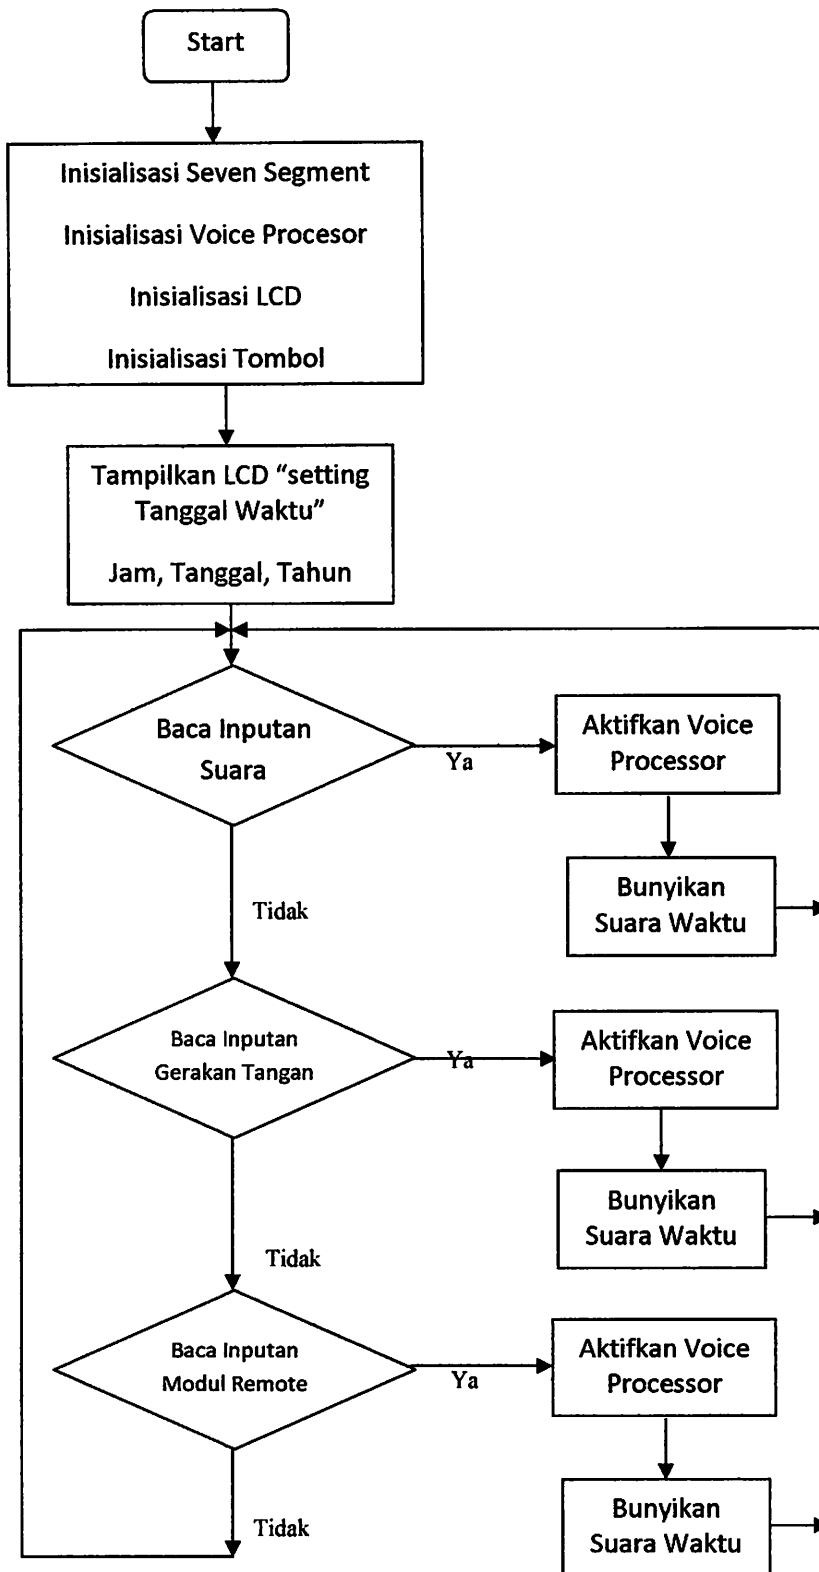 Start
Inisialisasi Seven Segment
Inisialisasi Voice Procesor
Inisialisasi LCD
Inisialisasi Tombol
Tampilkan LCD “setting
Tanggal Waktu”
Jam, Tanggal, Tahun
Baca Inputan
Suara
Ya
Aktifkan Voice
Processor
Bunyikan
Suara Waktu
Tidak
Baca Inputan
Gerakan Tangan
Ya
Aktifkan Voice
Processor
Bunyikan
Suara Waktu
Tidak
Baca Inputan
Modul Remote
Ya
Aktifkan Voice
Processor
Bunyikan
Suara Waktu
Tidak